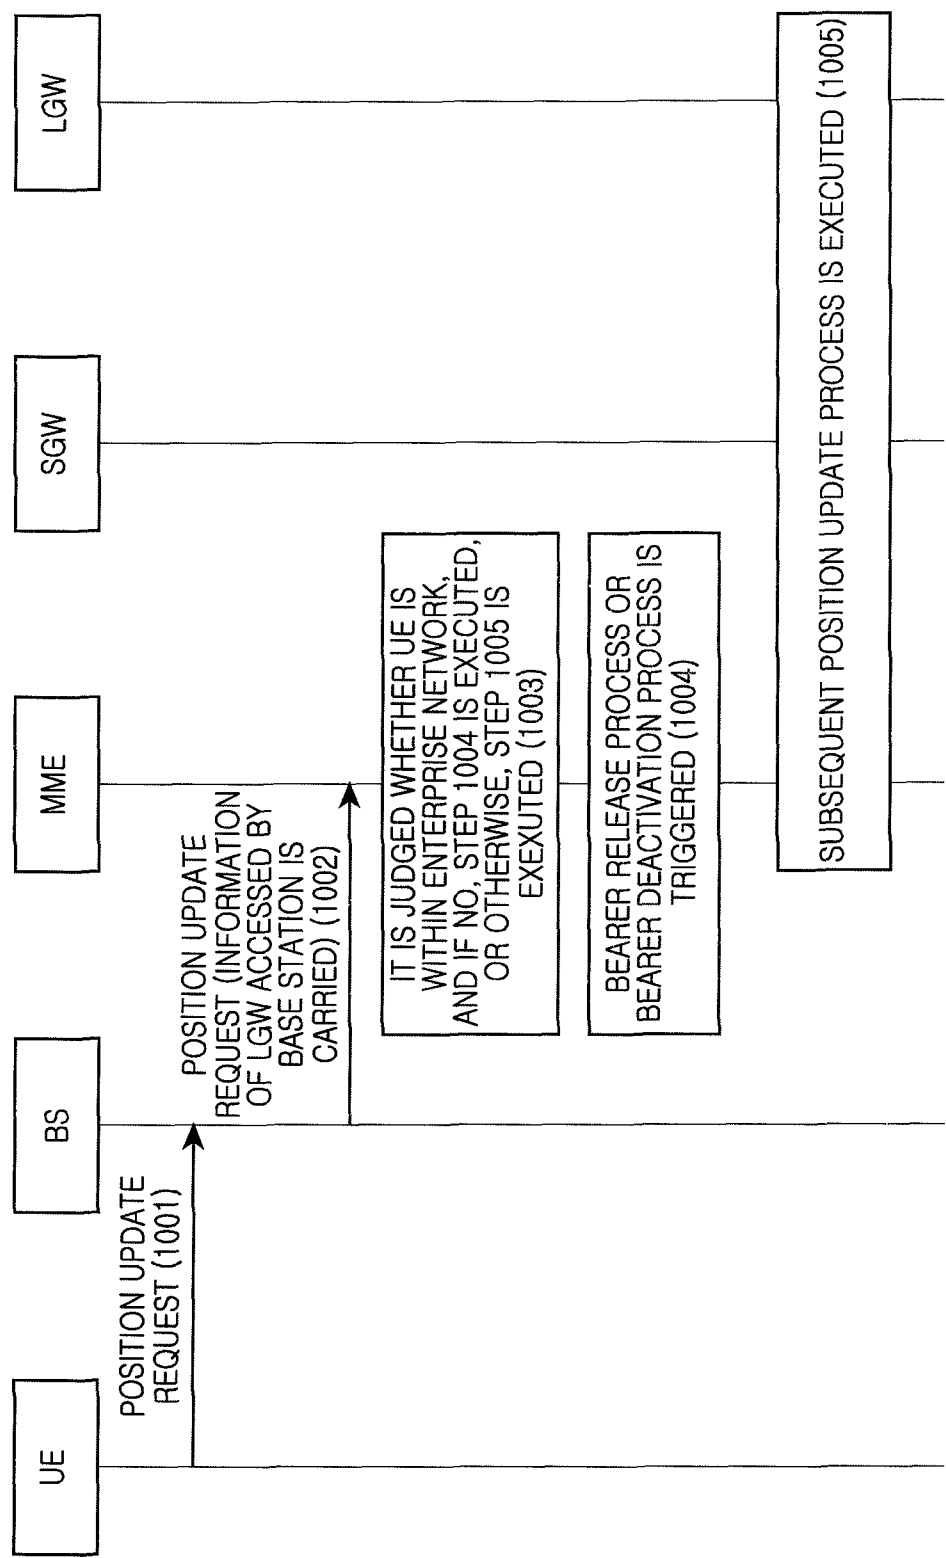 UE
BS
MME
SGW
LGW
POSITION UPDATE
REQUEST (1001)
POSITION UPDATE
REQUEST (INFORMATION
OF LGW ACCESSED BY
BASE STATION IS
CARRIED) (1002)
IT IS JUDGED WHETHER UE IS
WITHIN ENTERPRISE NETWORK,
AND IF NO, STEP 1004 IS EXECUTED,
OR OTHERWISE, STEP 1005 IS
EXEXUTED (1003)
BEARER RELEASE PROCESS OR
BEARER DEACTIVATION PROCESS IS
TRIGGERED (1004)
SUBSEQUENT POSITION UPDATE PROCESS IS EXECUTED (1005)